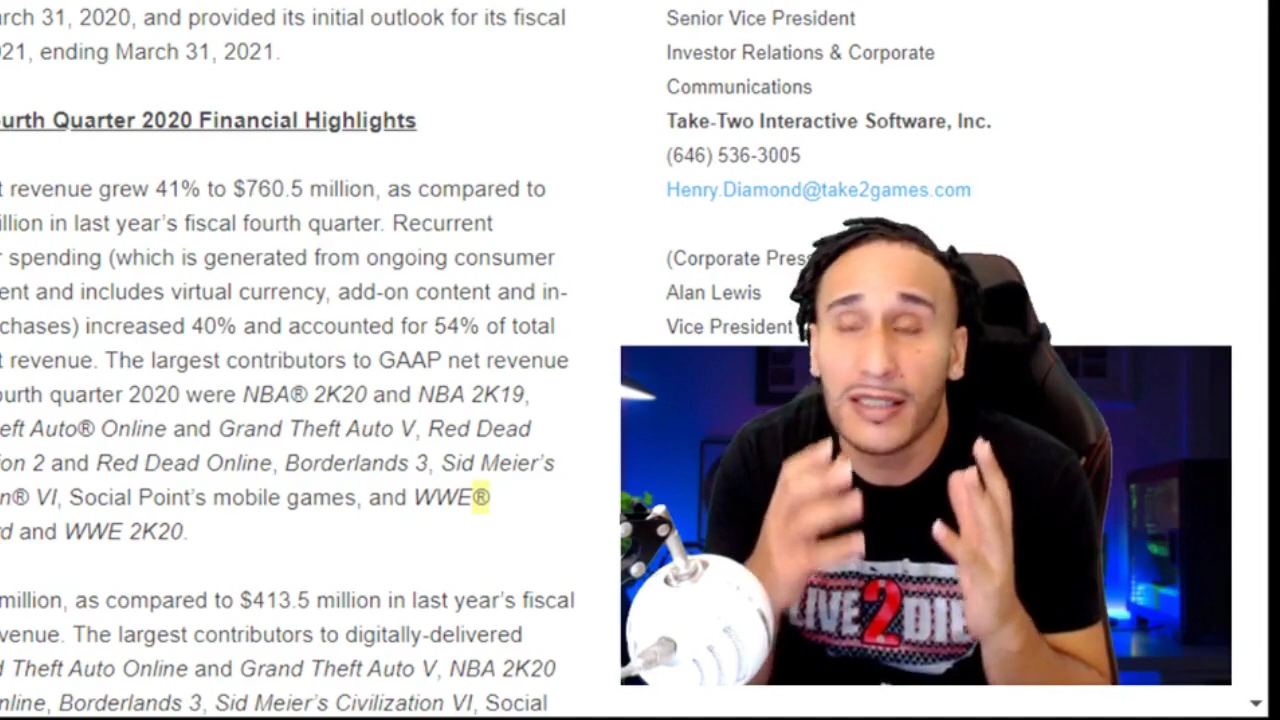 arch 31, 2020, and provided its initial outlook for its fiscal
021, ending March 31, 2021.
ourth Quarter 2020 Financial Highlights
t revenue grew 41% to $760.5 million, as compared to
illion in last year’s fiscal fourth quarter. Recurrent
r spending (which is generated from ongoing consumer
ent and includes virtual currency, add-on content and in-
chases) increased 40% and accounted for 54% of total
t revenue. The largest contributors to GAAP net revenue
ourth quarter 2020 were NBA® 2K20 and NBA 2K19,
eft Auto® Online and Grand Theft Auto V, Red Dead
ion 2 and Red Dead Online, Borderlands 3, Sid Meier’s
n® VI, Social Point’s mobile games, and WWE®
rd and WWE 2K20.
million, as compared to $413.5 million in last year’s fiscal
venue. The largest contributors to digitally-delivered
d Theft Auto Online and Grand Theft Auto V, NBA 2K20
nline, Borderlands 3, Sid Meier’s Civilization VI, Social
Senior Vice President
Investor Relations & Corporate
Communications
Take-Two Interactive Software, Inc.
(646) 536-3005
Henry.Diamond@take2games.com
(Corporate Pres
Alan Lewis
Vice President
LIVE2DIE